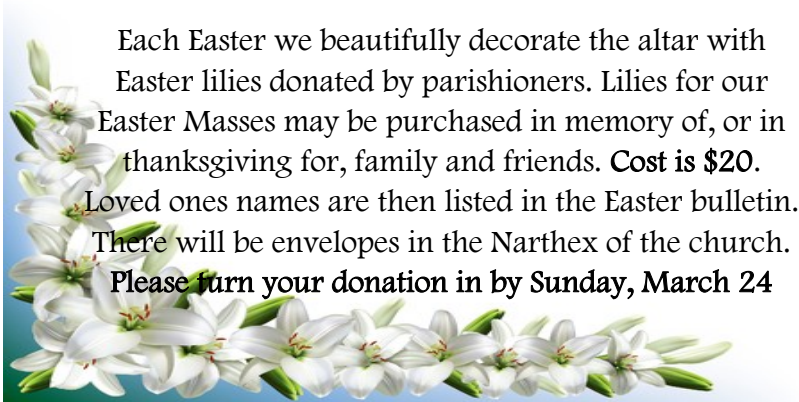 Each Easter we beautifully decorate the altar with
Easter lilies donated by parishioners. Lilies for our
Easter Masses may be purchased in memory of, or in
thanksgiving for, family and friends. Cost is $20.
Loved ones names are then listed in the Easter bulletin.
There will be envelopes in the Narthex of the church.
Please turn your donation in by Sunday, March 24